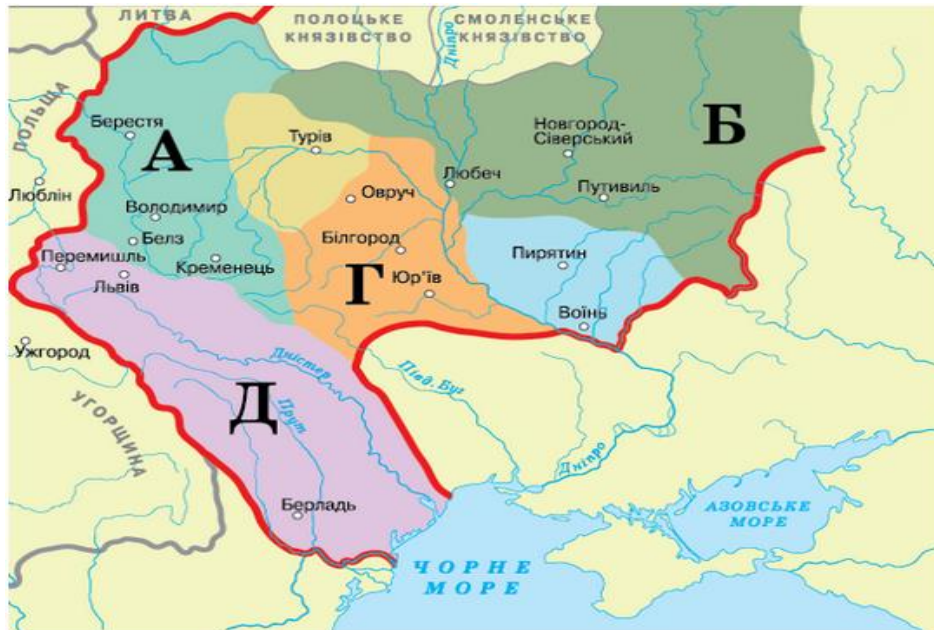 ЛИТВА
ПОЛОЦЬКЕ
КНЯЗІВСТВО
СМОЛЕНСЬКЕ
КНЯЗІВСТВО
Дніпро
ПОЛЬЩА
Берестя
А
Турів
Новгород-
Сіверський
Б
Люблін
Овруч
Любеч
Путивль
Володимир
Белз
Білгород
Пирятин
Перемишль
Кременець
Львів
Г
Юр’їв
Воїнь
Ужгород
Дністер
Півд. Буг
УГОРЩИНА
Д
Прут
Дніпро
Берладь
АЗОВСЬКЕ
МОРЕ
ЧОРНЕ
МОРЕ